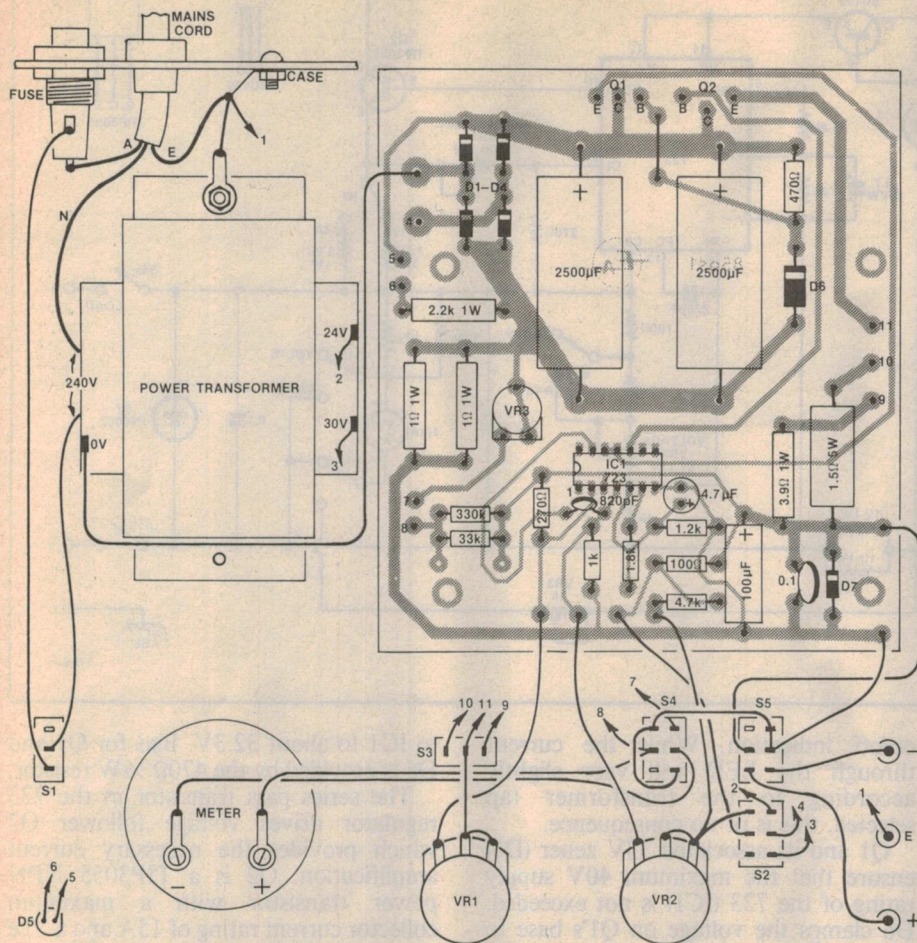 MAINS
CORD
FUSE
CASE
A
E
1
N
240V
0V
POWER TRANSFORMER
24V
2
30V
3
Q1
E
C
B
Q2
B
C
E
D1–D4
4
5
6
2.2k 1W
1Ω 1W
1Ω 1W
VR3
7
8
330k
33k
+
2500µF
+
2500µF
470Ω
D6
11
10
9
IC1
723
1
820pF
4.7µF
+
270Ω
1k
1.8k
1.2k
100Ω
4.7k
+
100µF
3.9Ω 1W
1.5Ω 5W
0.1
D7
S1
6
5
D5
METER
−
+
S3
10
11
9
VR1
7
8
S4
S5
VR2
2
1
4
3
S2
−
1
E
+